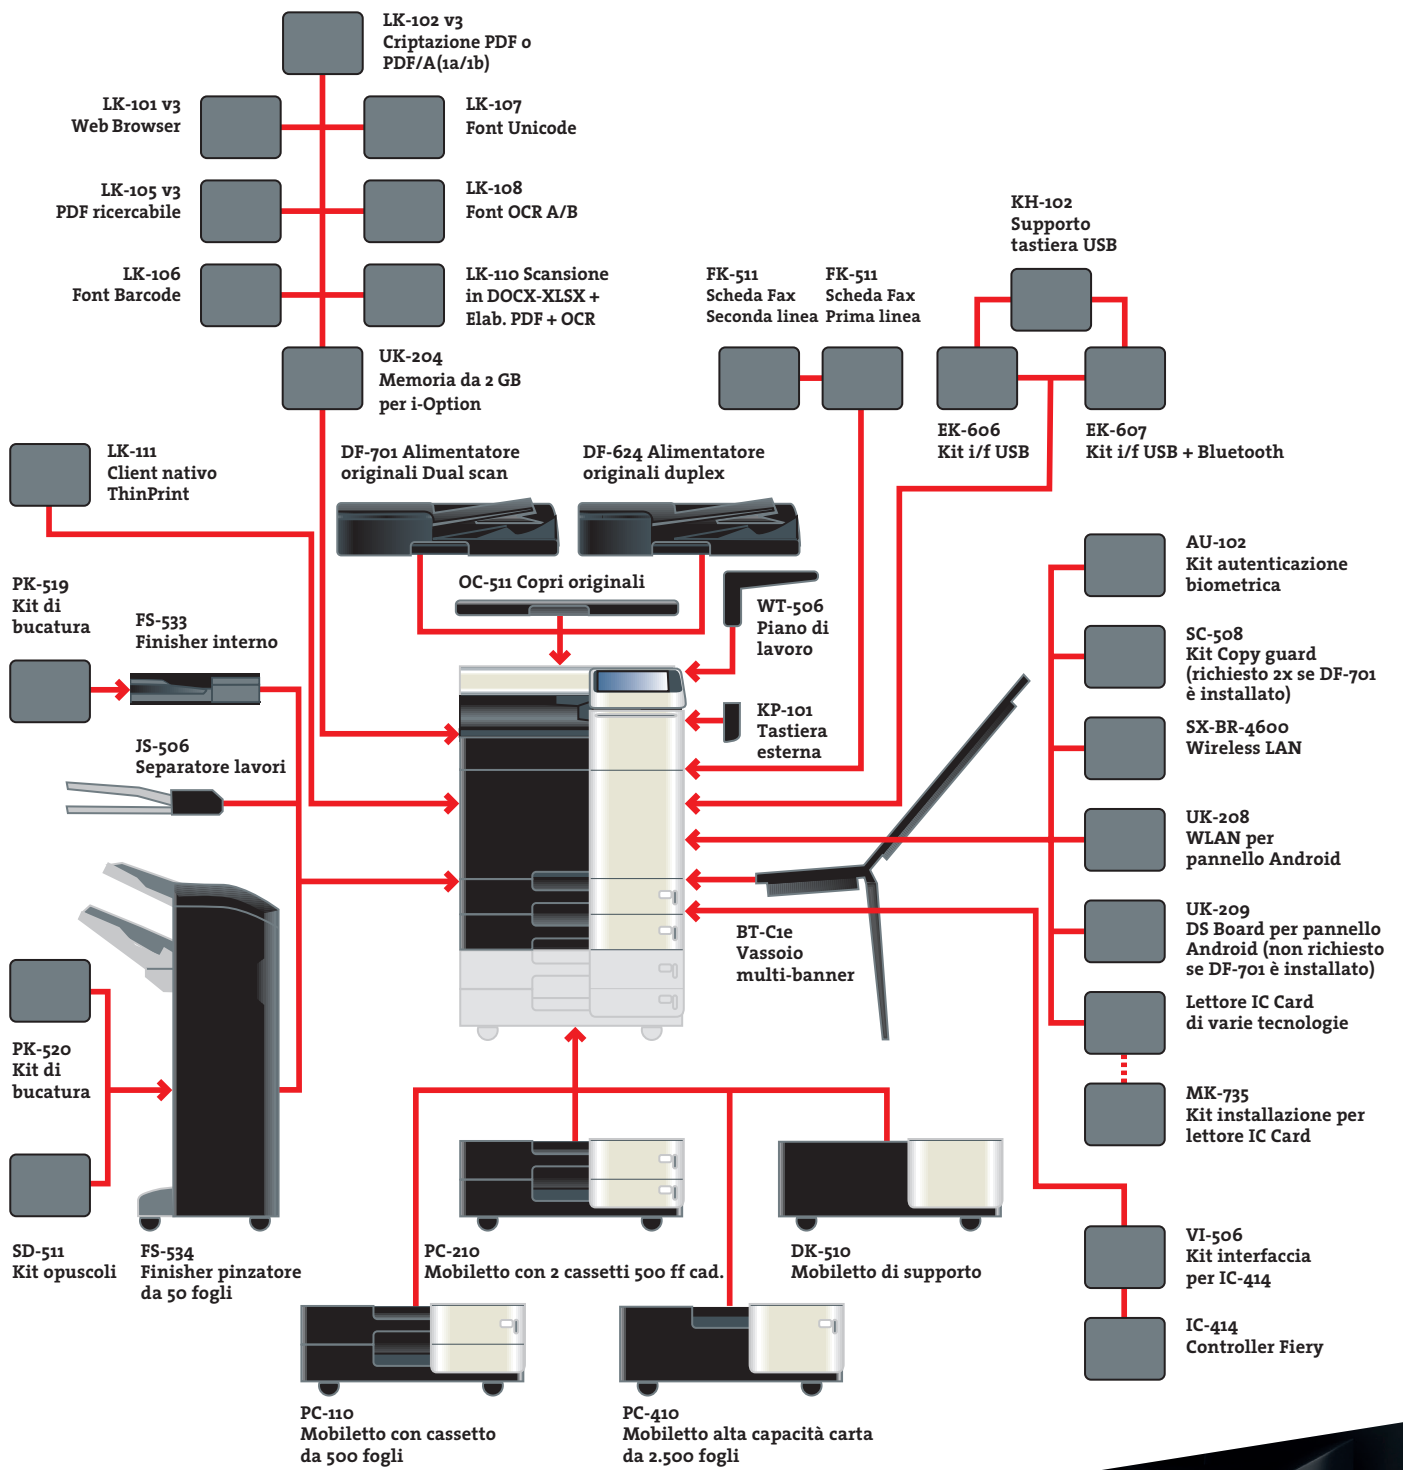 LK-102 v3
Criptazione PDF o
PDF/A(1a/1b)
LK-101 v3
Web Browser
LK-107
Font Unicode
LK-105 v3
PDF ricercabile
LK-108
Font OCR A/B
LK-106
Font Barcode
LK-110 Scansione
in DOCX-XLSX +
Elab. PDF + OCR
UK-204
Memoria da 2 GB
per i-Option
FK-511
Scheda Fax
Seconda linea
FK-511
Scheda Fax
Prima linea
KH-102
Supporto
tastiera USB
EK-606
Kit i/f USB
EK-607
Kit i/f USB + Bluetooth
LK-111
Client nativo
ThinPrint
DF-701 Alimentatore
originali Dual scan
DF-624 Alimentatore
originali duplex
OC-511 Copri originali
WT-506
Piano di
lavoro
KP-101
Tastiera
esterna
PK-519
Kit di
bucatura
FS-533
Finisher interno
JS-506
Separatore lavori
AU-102
Kit autenticazione
biometrica
SC-508
Kit Copy guard
(richiesto 2x se DF-701
è installato)
SX-BR-4600
Wireless LAN
UK-208
WLAN per
pannello Android
UK-209
DS Board per pannello
Android (non richiesto
se DF-701 è installato)
Lettore IC Card
di varie tecnologie
MK-735
Kit installazione per
lettore IC Card
BT-C1e
Vassoio
multi-banner
PK-520
Kit di
bucatura
SD-511
Kit opuscoli
FS-534
Finisher pinzatore
da 50 fogli
PC-210
Mobiletto con 2 cassetti 500 ff cad.
DK-510
Mobiletto di supporto
VI-506
Kit interfaccia
per IC-414
IC-414
Controller Fiery
PC-110
Mobiletto con cassetto
da 500 fogli
PC-410
Mobiletto alta capacità carta
da 2.500 fogli